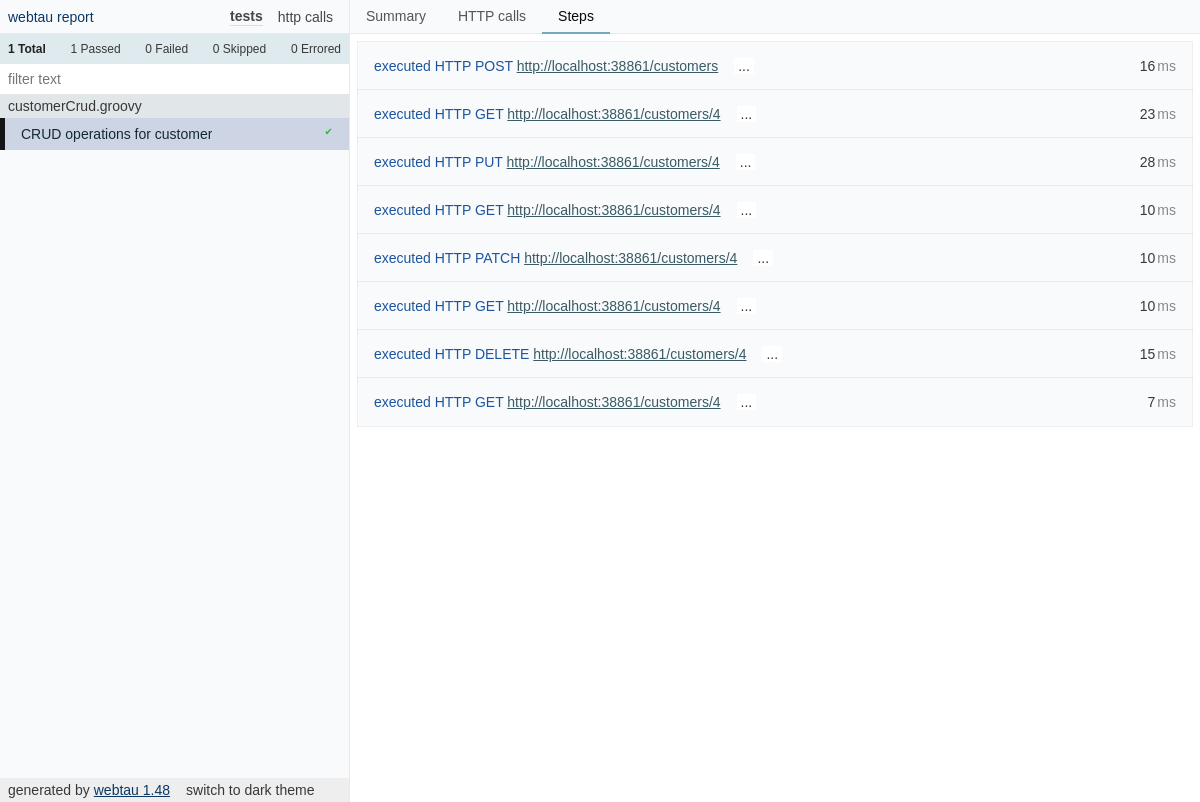 webtau report tests http calls
1 Total 1 Passed 0 Failed 0 Skipped 0 Errored
filter text
customerCrud.groovy
CRUD operations for customer ✔
generated by webtau 1.48 switch to dark theme
Summary HTTP calls Steps
executed HTTP POST http://localhost:38861/customers ... 16 ms
executed HTTP GET http://localhost:38861/customers/4 ... 23 ms
executed HTTP PUT http://localhost:38861/customers/4 ... 28 ms
executed HTTP GET http://localhost:38861/customers/4 ... 10 ms
executed HTTP PATCH http://localhost:38861/customers/4 ... 10 ms
executed HTTP GET http://localhost:38861/customers/4 ... 10 ms
executed HTTP DELETE http://localhost:38861/customers/4 ... 15 ms
executed HTTP GET http://localhost:38861/customers/4 ... 7 ms